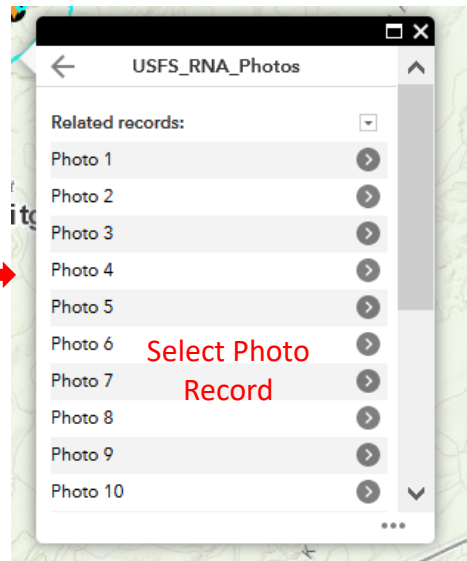 USFS_RNA_Photos
Related records:
Photo 1
Photo 2
Photo 3
Photo 4
Photo 5
Photo 6
Photo 7
Photo 8
Photo 9
Photo 10
Select Photo
Record